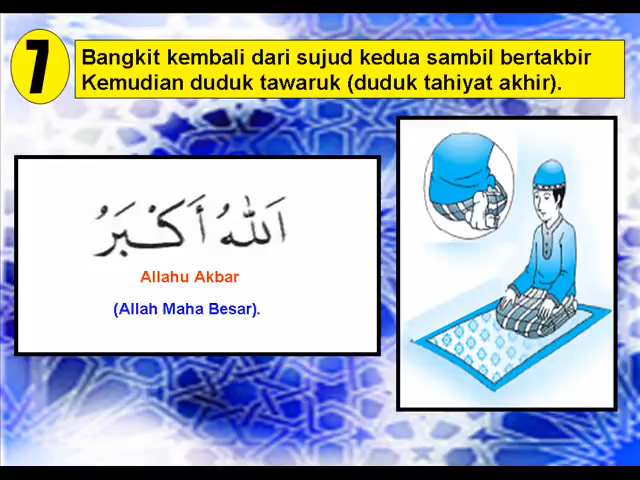 7
Bangkit kembali dari sujud kedua sambil bertakbir
Kemudian duduk tawaruk (duduk tahiyat akhir).
اَللّٰهُ أَكْبَرُ
Allahu Akbar
(Allah Maha Besar).